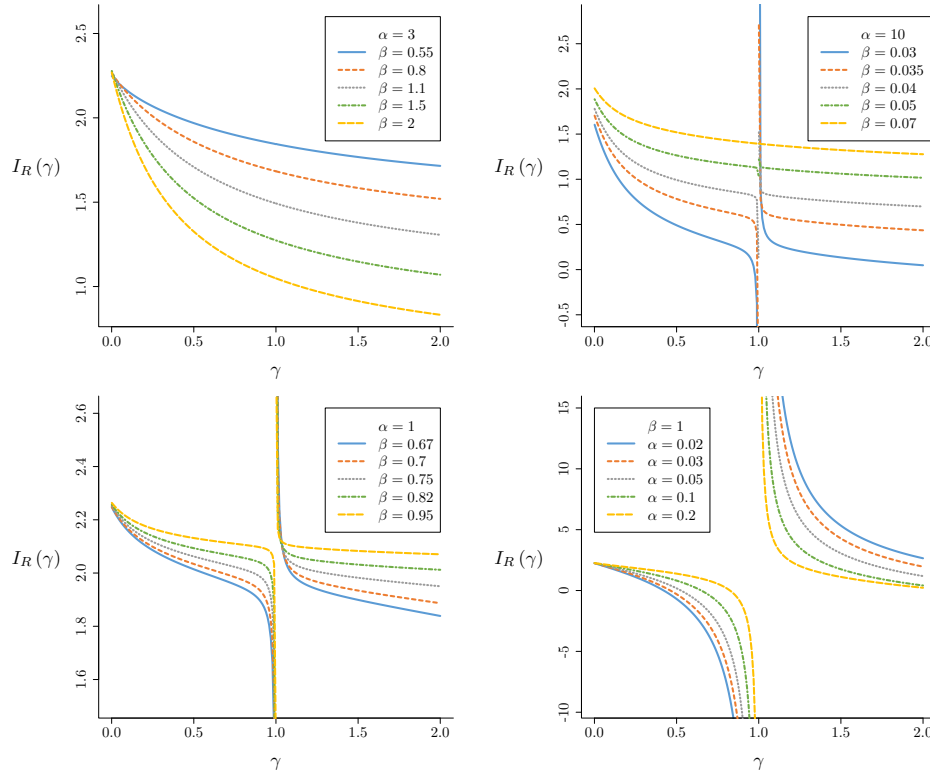 α = 3
β = 0.55
β = 0.8
β = 1.1
β = 1.5
β = 2
I_R (γ)
2.5
2.0
1.5
1.0
0.0 0.5 1.0 1.5 2.0
γ
α = 10
β = 0.03
β = 0.035
β = 0.04
β = 0.05
β = 0.07
I_R (γ)
2.5
2.0
1.5
1.0
0.5
0.0
-0.5
0.0 0.5 1.0 1.5 2.0
γ
α = 1
β = 0.67
β = 0.7
β = 0.75
β = 0.82
β = 0.95
I_R (γ)
2.6
2.4
2.2
2.0
1.8
1.6
0.0 0.5 1.0 1.5 2.0
γ
β = 1
α = 0.02
α = 0.03
α = 0.05
α = 0.1
α = 0.2
I_R (γ)
15
10
5
0
-5
-10
0.0 0.5 1.0 1.5 2.0
γ